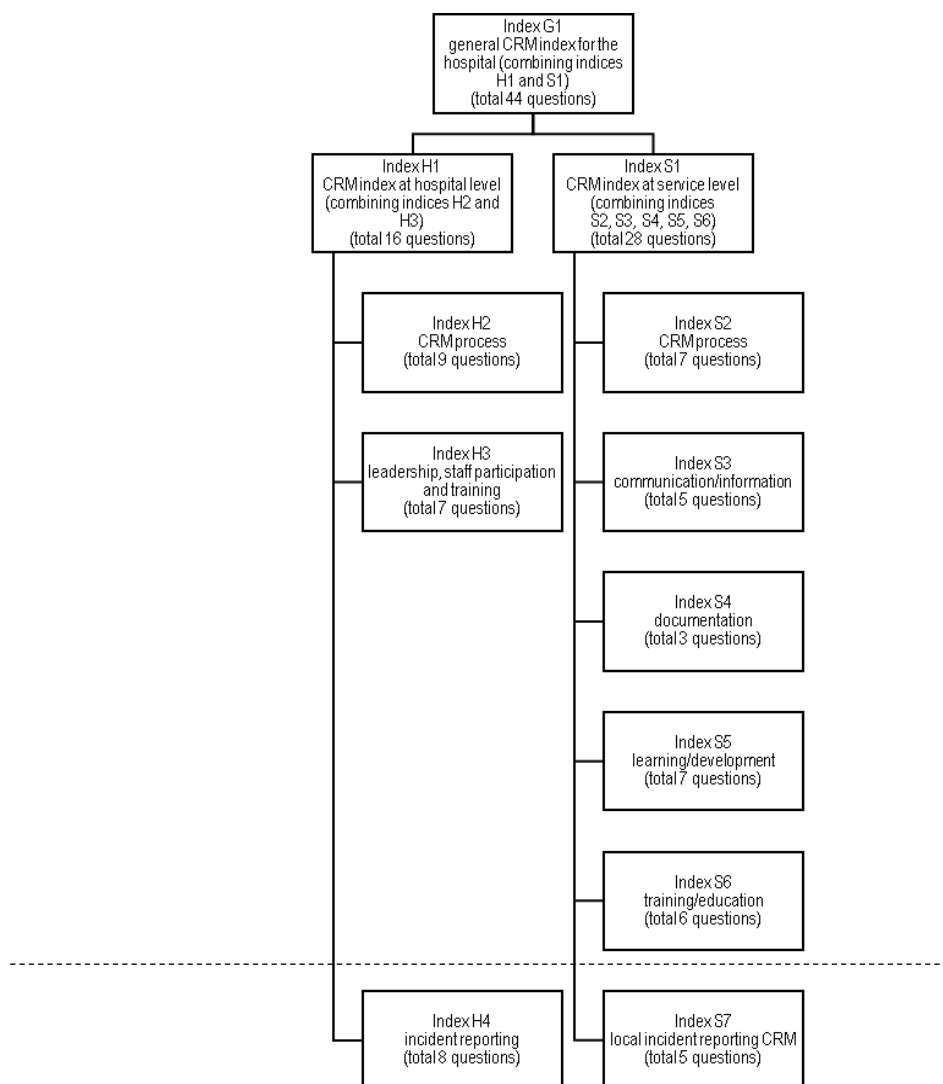 Index G1
general CRM index for the
hospital (combining indices
H1 and S1)
(total 44 questions)
Index H1
CRM index at hospital level
(combining indices H2 and
H3)
(total 16 questions)
Index S1
CRM index at service level
(combining indices
S2, S3, S4, S5, S6)
(total 28 questions)
Index H2
CRM process
(total 9 questions)
Index S2
CRM process
(total 7 questions)
Index H3
leadership, staff participation
and training
(total 7 questions)
Index S3
communication/information
(total 5 questions)
Index S4
documentation
(total 3 questions)
Index S5
learning/development
(total 7 questions)
Index S6
training/education
(total 6 questions)
Index H4
incident reporting
(total 8 questions)
Index S7
local incident reporting CRM
(total 5 questions)